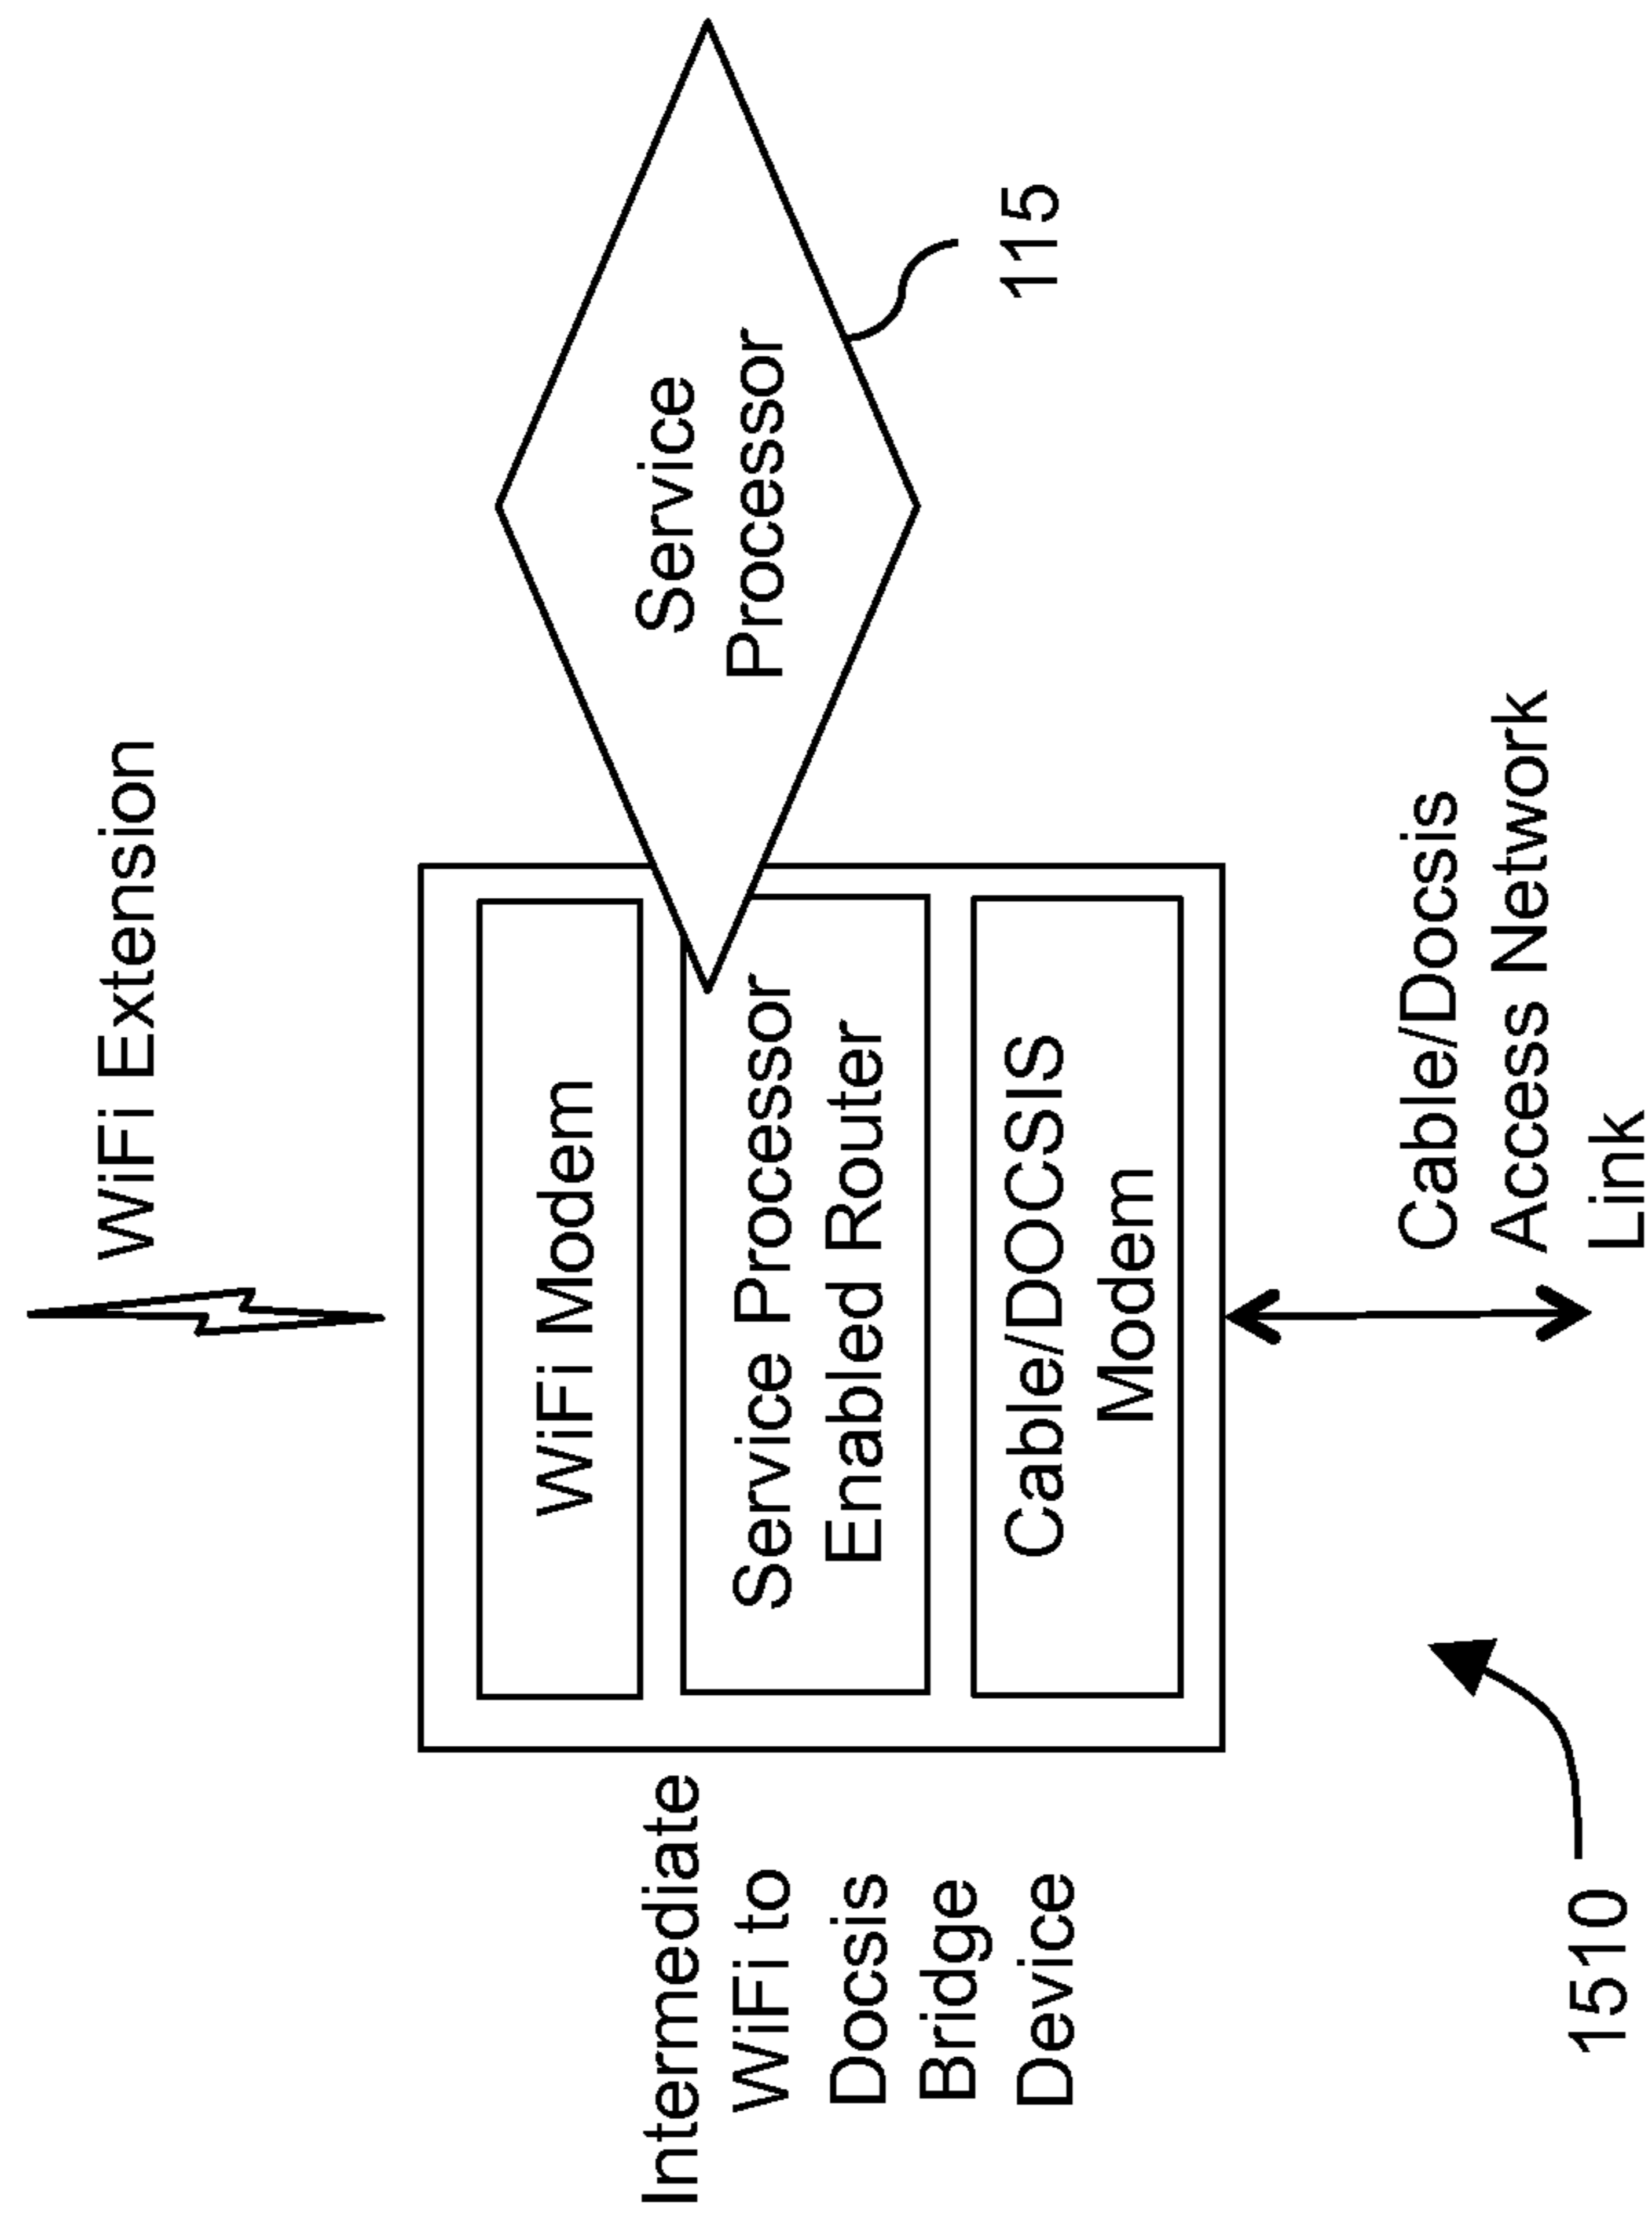 WiFi Extension
Intermediate
WiFi to
Docsis
Bridge
Device
WiFi Modem
Service Processor
Enabled Router
Cable/DOCSIS
Modem
Service
Processor
115
Cable/Docsis
Access Network
Link
1510